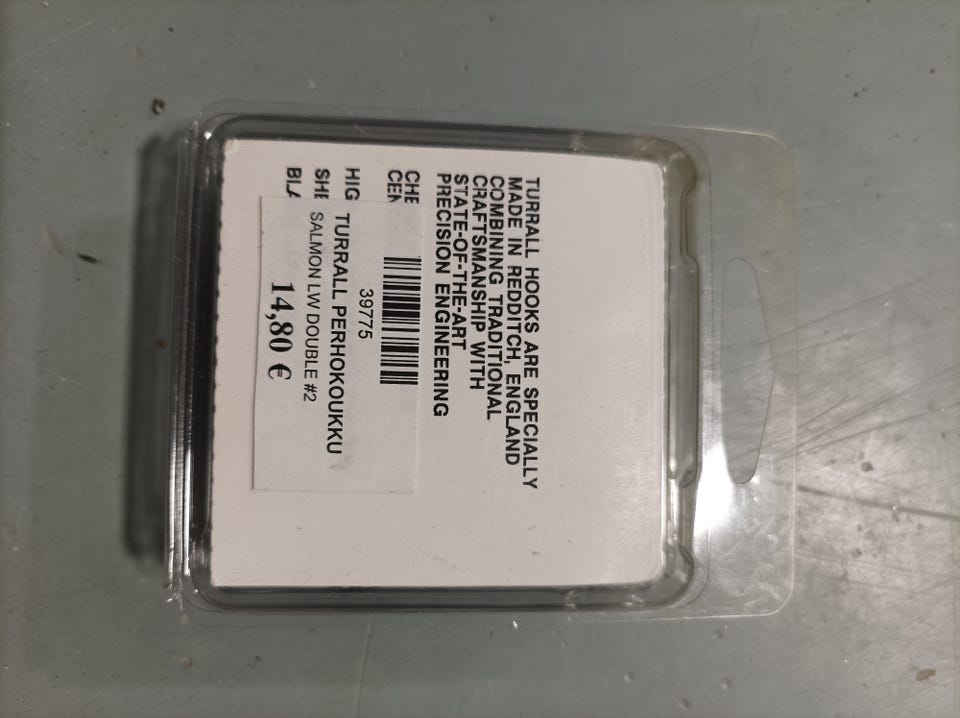 TURRALL HOOKS ARE SPECIALLY
MADE IN REDDITCH, ENGLAND
COMBINING TRADITIONAL
CRAFTSMANSHIP WITH
STATE-OF-THE-ART
PRECISION ENGINEERING
CHE
CEN
HIG
SHE
BLA
39775
TURRALL PERHOKOUKKU
SALMON LW DOUBLE #2
14,80 €